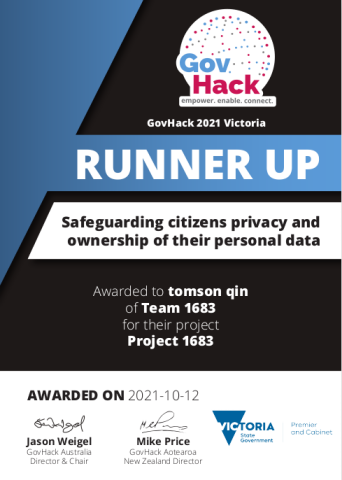 Gov
Hack
empower. enable. connect.
GovHack 2021 Victoria
RUNNER UP
Safeguarding citizens privacy and
ownership of their personal data
Awarded to tomson qin
of Team 1683
for their project
Project 1683
AWARDED ON 2021-10-12
Jason Weigel
GovHack Australia
Director & Chair
Mike Price
GovHack Aotearoa
New Zealand Director
VICTORIA
State
Government
Premier
and Cabinet